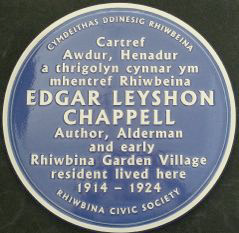 CYMDEITHAS DDINESIG RHIWBEINA
Cartref
Awdur, Henadur
a thrigolyn cynnar ym
mhentref Rhiwbeina
EDGAR LEYSHON
CHAPPELL
Author, Alderman
and early
Rhiwbina Garden Village
resident lived here
1914 – 1924
RHIWBINA CIVIC SOCIETY